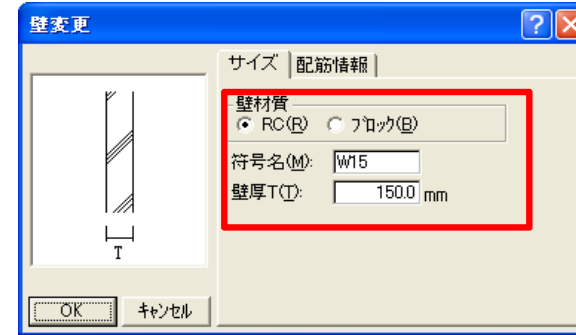 壁変更
サイズ 配筋情報
壁材質
RC(R) ブロック(B)
符号名(M): W15
壁厚T(T): 150.0 mm
T
OK キャンセル